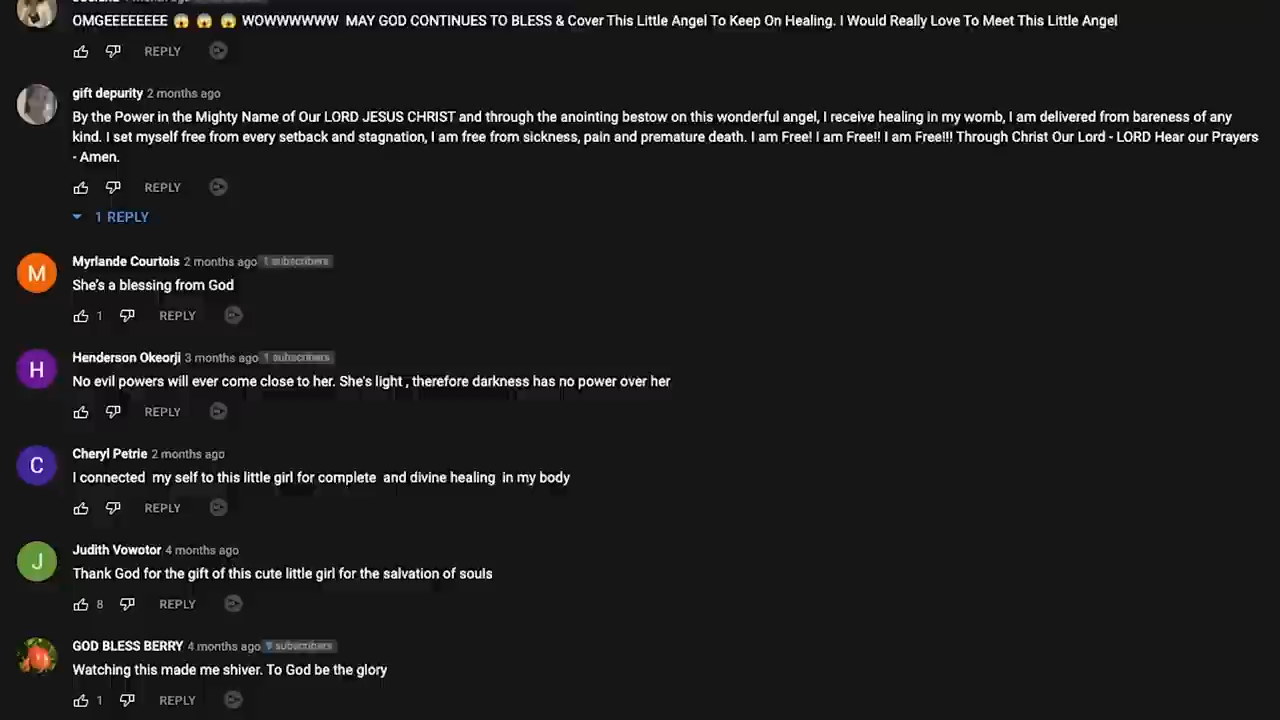 OMGEEEEEEEE 😱 😱 😱 WOWWWWWW MAY GOD CONTINUES TO BLESS & Cover This Little Angel To Keep On Healing. I Would Really Love To Meet This Little Angel
REPLY
gift depurity 2 months ago
By the Power in the Mighty Name of Our LORD JESUS CHRIST and through the anointing bestow on this wonderful angel, I receive healing in my womb, I am delivered from bareness of any
kind. I set myself free from every setback and stagnation, I am free from sickness, pain and premature death. I am Free! I am Free!! I am Free!!! Through Christ Our Lord - LORD Hear our Prayers
- Amen.
REPLY
1 REPLY
M
Myrlande Courtois 2 months ago 1 subscribers
She's a blessing from God
1 REPLY
H
Henderson Okeorji 3 months ago 1 subscribers
No evil powers will ever come close to her. She's light , therefore darkness has no power over her
REPLY
C
Cheryl Petrie 2 months ago
I connected my self to this little girl for complete and divine healing in my body
REPLY
J
Judith Vowotor 4 months ago
Thank God for the gift of this cute little girl for the salvation of souls
8 REPLY
GOD BLESS BERRY 4 months ago subscribers
Watching this made me shiver. To God be the glory
1 REPLY